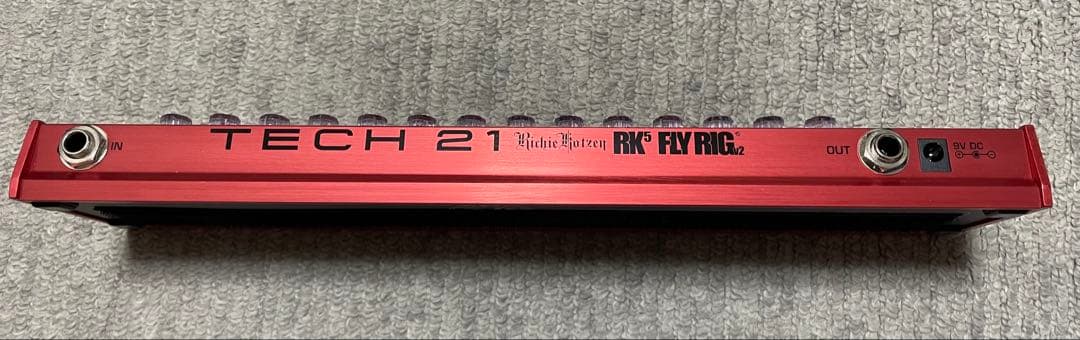 IN TECH 21 Richie Kotzen RK5 FLY RIG v2 OUT 9V DC